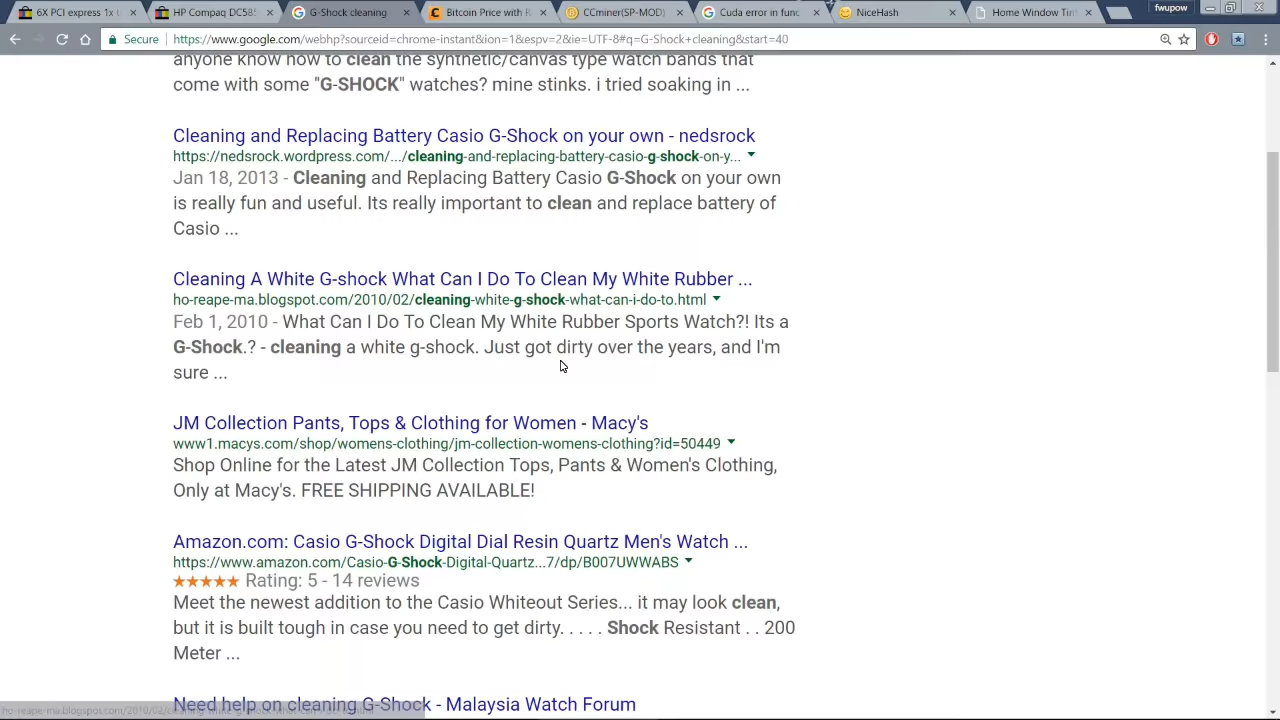 6X PCI express 1x t
HP Compaq DC585
G-Shock cleaning
Bitcoin Price with R
CCminer(SP-MOD)
Cuda error in func
NiceHash
Home Window Tin
fwupow
Secure
https://www.google.com/webhp?sourceid=chrome-instant&ion=1&espv=2&ie=UTF-8#q=G-Shock+cleaning&start=40
anyone know how to clean the synthetic/canvas type watch bands that
come with some "G-SHOCK" watches? mine stinks. i tried soaking in ...
Cleaning and Replacing Battery Casio G-Shock on your own - nedsrock
https://nedsrock.wordpress.com/.../cleaning-and-replacing-battery-casio-g-shock-on-y...
Jan 18, 2013 - Cleaning and Replacing Battery Casio G-Shock on your own
is really fun and useful. Its really important to clean and replace battery of
Casio ...
Cleaning A White G-shock What Can I Do To Clean My White Rubber ...
ho-reape-ma.blogspot.com/2010/02/cleaning-white-g-shock-what-can-i-do-to.html
Feb 1, 2010 - What Can I Do To Clean My White Rubber Sports Watch?! Its a
G-Shock.? - cleaning a white g-shock. Just got dirty over the years, and I'm
sure ...
JM Collection Pants, Tops & Clothing for Women - Macy's
www1.macys.com/shop/womens-clothing/jm-collection-womens-clothing?id=50449
Shop Online for the Latest JM Collection Tops, Pants & Women's Clothing,
Only at Macy's. FREE SHIPPING AVAILABLE!
Amazon.com: Casio G-Shock Digital Dial Resin Quartz Men's Watch ...
https://www.amazon.com/Casio-G-Shock-Digital-Quartz...7/dp/B007UWWABS
Rating: 5 - 14 reviews
Meet the newest addition to the Casio Whiteout Series... it may look clean,
but it is built tough in case you need to get dirty. . . . . Shock Resistant . . 200
Meter ...
Need help on cleaning G-Shock - Malaysia Watch Forum